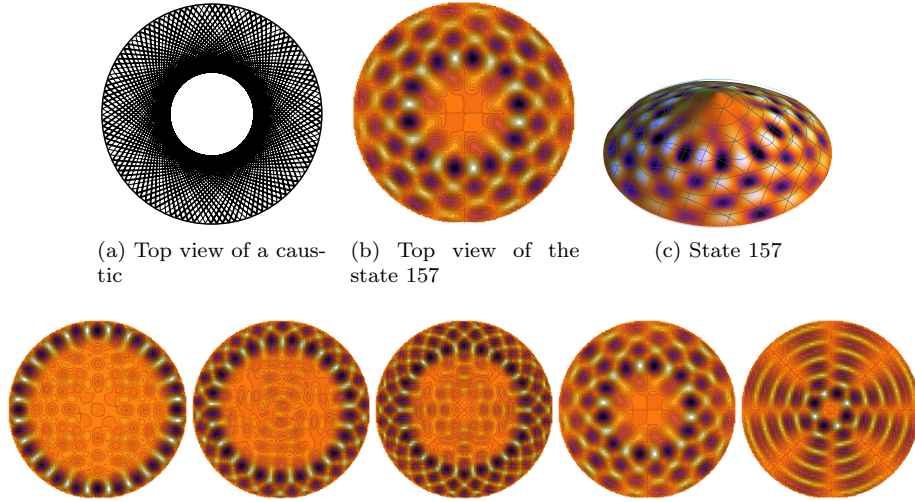 (a) Top view of a caus-
tic
(b) Top view of the
state 157
(c) State 157